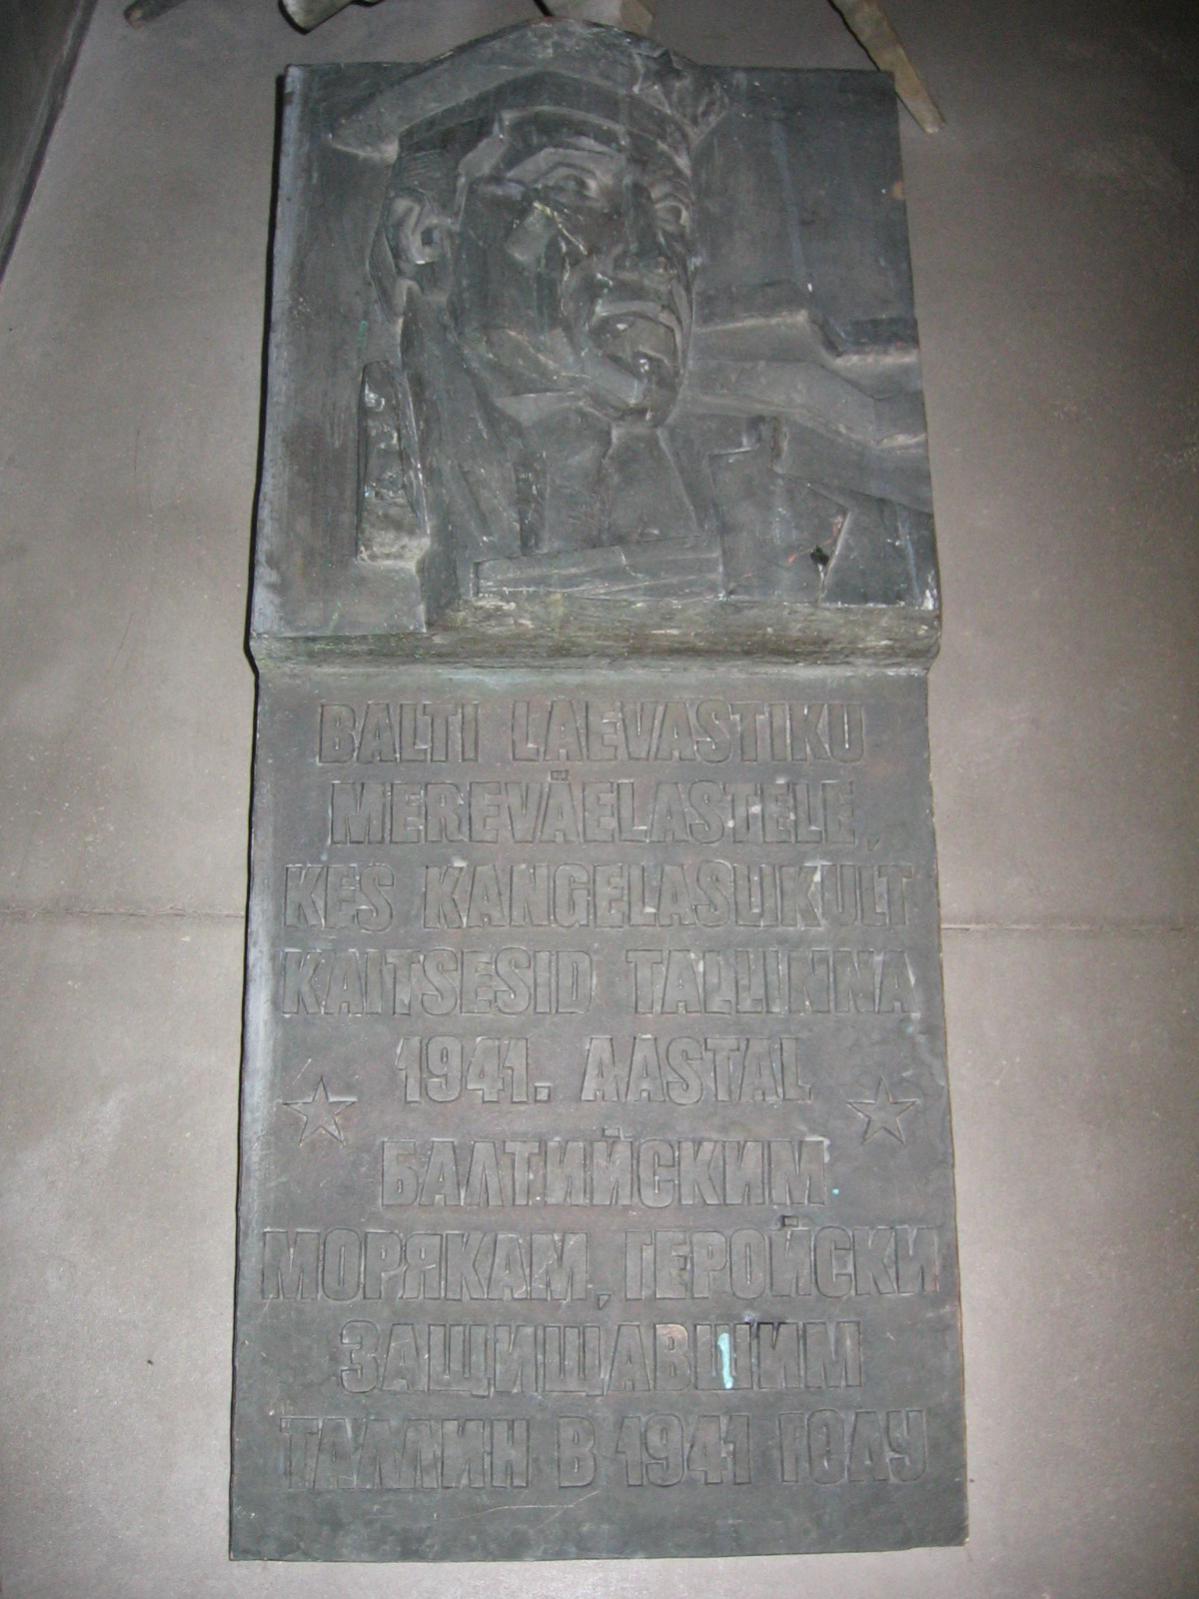 BALTI LAEVASTIKU
MEREVÄELASTELE,
KES KANGELASLIKULT
KAITSESID TALLINNA
1941. AASTAL
БАЛТИЙСКИМ
МОРЯКАМ, ГЕРОЙСКИ
ЗАЩИЩАВШИМ
ТАЛЛИН В 1941 ГОДУ